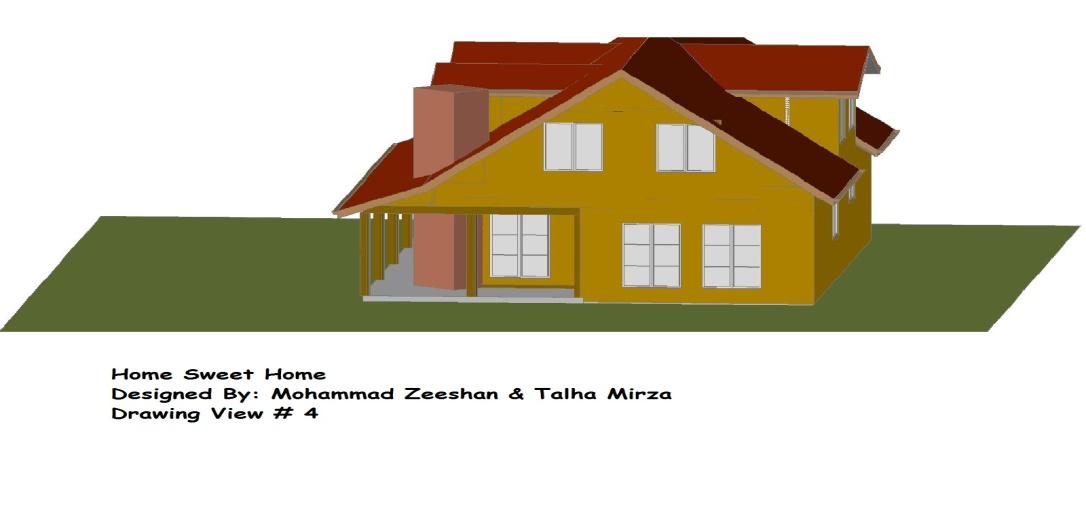 Home Sweet Home
Designed By: Mohammad Zeeshan & Talha Mirza
Drawing View # 4